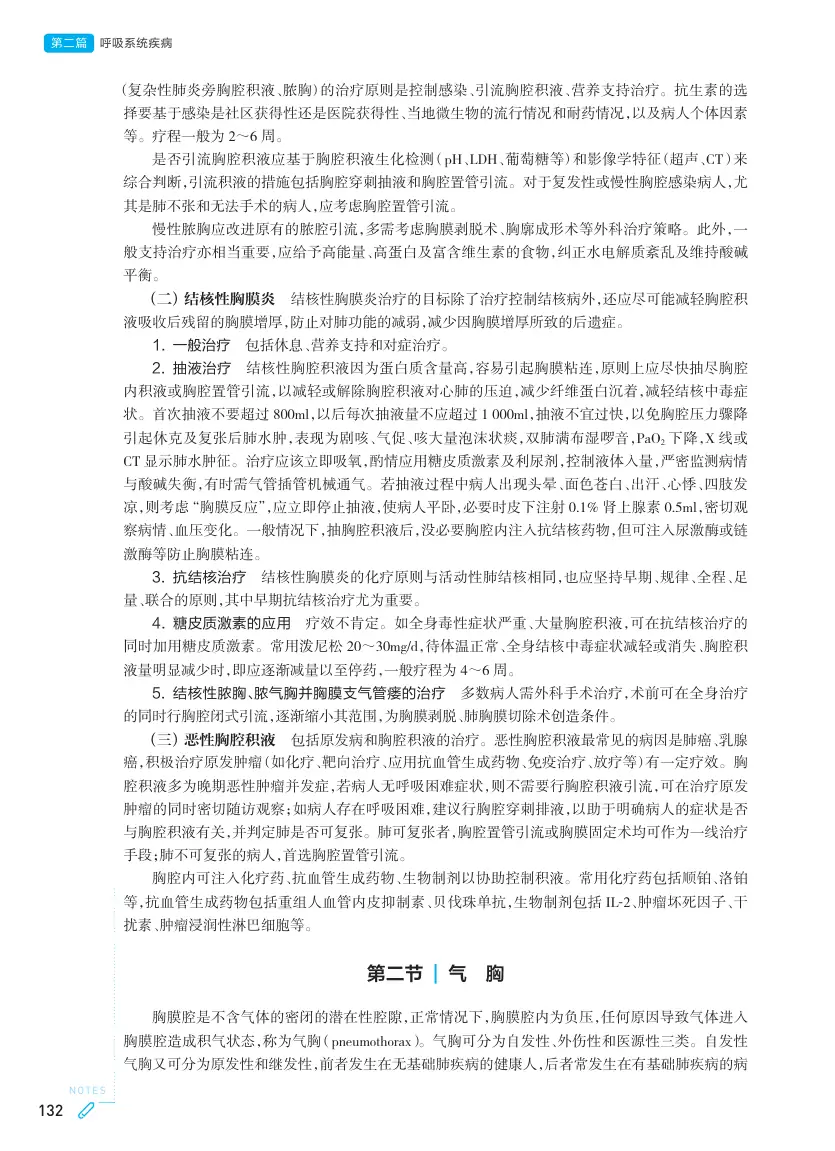 第二篇 呼吸系统疾病
（复杂性肺炎旁胸腔积液、脓胸）的治疗原则是控制感染、引流胸腔积液、营养支持治疗。抗生素的选
择要基于感染是社区获得性还是医院获得性、当地微生物的流行情况和耐药情况，以及病人个体因素
等。疗程一般为 2～6 周。
是否引流胸腔积液应基于胸腔积液生化检测（pH、LDH、葡萄糖等）和影像学特征（超声、CT）来
综合判断，引流积液的措施包括胸腔穿刺抽液和胸腔置管引流。对于复发性或慢性胸腔感染病人，尤
其是肺不张和无法手术的病人，应考虑胸腔置管引流。
慢性脓胸应改进原有的脓腔引流，多需考虑胸膜剥脱术、胸廓成形术等外科治疗策略。此外，一
般支持治疗亦相当重要，应给予高能量、高蛋白及富含维生素的食物，纠正水电解质紊乱及维持酸碱
平衡。
（二）结核性胸膜炎 结核性胸膜炎治疗的目标除了治疗控制结核病外，还应尽可能减轻胸腔积
液吸收后残留的胸膜增厚，防止对肺功能的减弱，减少因胸膜增厚所致的后遗症。
1. 一般治疗 包括休息、营养支持和对症治疗。
2. 抽液治疗 结核性胸腔积液因为蛋白质含量高，容易引起胸膜粘连，原则上应尽快抽尽胸腔
内积液或胸腔置管引流，以减轻或解除胸腔积液对心肺的压迫，减少纤维蛋白沉着，减轻结核中毒症
状。首次抽液不要超过 800ml，以后每次抽液量不应超过 1 000ml，抽液不宜过快，以免胸腔压力骤降
引起休克及复张后肺水肿，表现为剧咳、气促、咳大量泡沫状痰，双肺满布湿啰音，PaO₂ 下降，X 线或
CT 显示肺水肿征。治疗应该立即吸氧，酌情应用糖皮质激素及利尿剂，控制液体入量，严密监测病情
与酸碱失衡，有时需气管插管机械通气。若抽液过程中病人出现头晕、面色苍白、出汗、心悸、四肢发
凉，则考虑“胸膜反应”，应立即停止抽液，使病人平卧，必要时皮下注射 0.1% 肾上腺素 0.5ml，密切观
察病情、血压变化。一般情况下，抽胸腔积液后，没必要胸腔内注入抗结核药物，但可注入尿激酶或链
激酶等防止胸膜粘连。
3. 抗结核治疗 结核性胸膜炎的化疗原则与活动性肺结核相同，也应坚持早期、规律、全程、足
量、联合的原则，其中早期抗结核治疗尤为重要。
4. 糖皮质激素的应用 疗效不肯定。如全身毒性症状严重、大量胸腔积液，可在抗结核治疗的
同时加用糖皮质激素。常用泼尼松 20～30mg/d，待体温正常、全身结核中毒症状减轻或消失、胸腔积
液量明显减少时，即应逐渐减量以至停药，一般疗程为 4～6 周。
5. 结核性脓胸、脓气胸并胸膜支气管瘘的治疗 多数病人需外科手术治疗，术前可在全身治疗
的同时行胸腔闭式引流，逐渐缩小其范围，为胸膜剥脱、肺胸膜切除术创造条件。
（三）恶性胸腔积液 包括原发病和胸腔积液的治疗。恶性胸腔积液最常见的病因是肺癌、乳腺
癌，积极治疗原发肿瘤（如化疗、靶向治疗、应用抗血管生成药物、免疫治疗、放疗等）有一定疗效。胸
腔积液多为晚期恶性肿瘤并发症，若病人无呼吸困难症状，则不需要行胸腔积液引流，可在治疗原发
肿瘤的同时密切随访观察；如病人存在呼吸困难，建议行胸腔穿刺排液，以助于明确病人的症状是否
与胸腔积液有关，并判定肺是否可复张。肺可复张者，胸腔置管引流或胸膜固定术均可作为一线治疗
手段；肺不可复张的病人，首选胸腔置管引流。
胸腔内可注入化疗药、抗血管生成药物、生物制剂以协助控制积液。常用化疗药包括顺铂、洛铂
等，抗血管生成药物包括重组人血管内皮抑制素、贝伐珠单抗，生物制剂包括 IL-2、肿瘤坏死因子、干
扰素、肿瘤浸润性淋巴细胞等。
第二节 | 气 胸
胸膜腔是不含气体的密闭的潜在性腔隙，正常情况下，胸膜腔内为负压，任何原因导致气体进入
胸膜腔造成积气状态，称为气胸（pneumothorax）。气胸可分为自发性、外伤性和医源性三类。自发性
气胸又可分为原发性和继发性，前者发生在无基础肺疾病的健康人，后者常发生在有基础肺疾病的病
NOTES
132